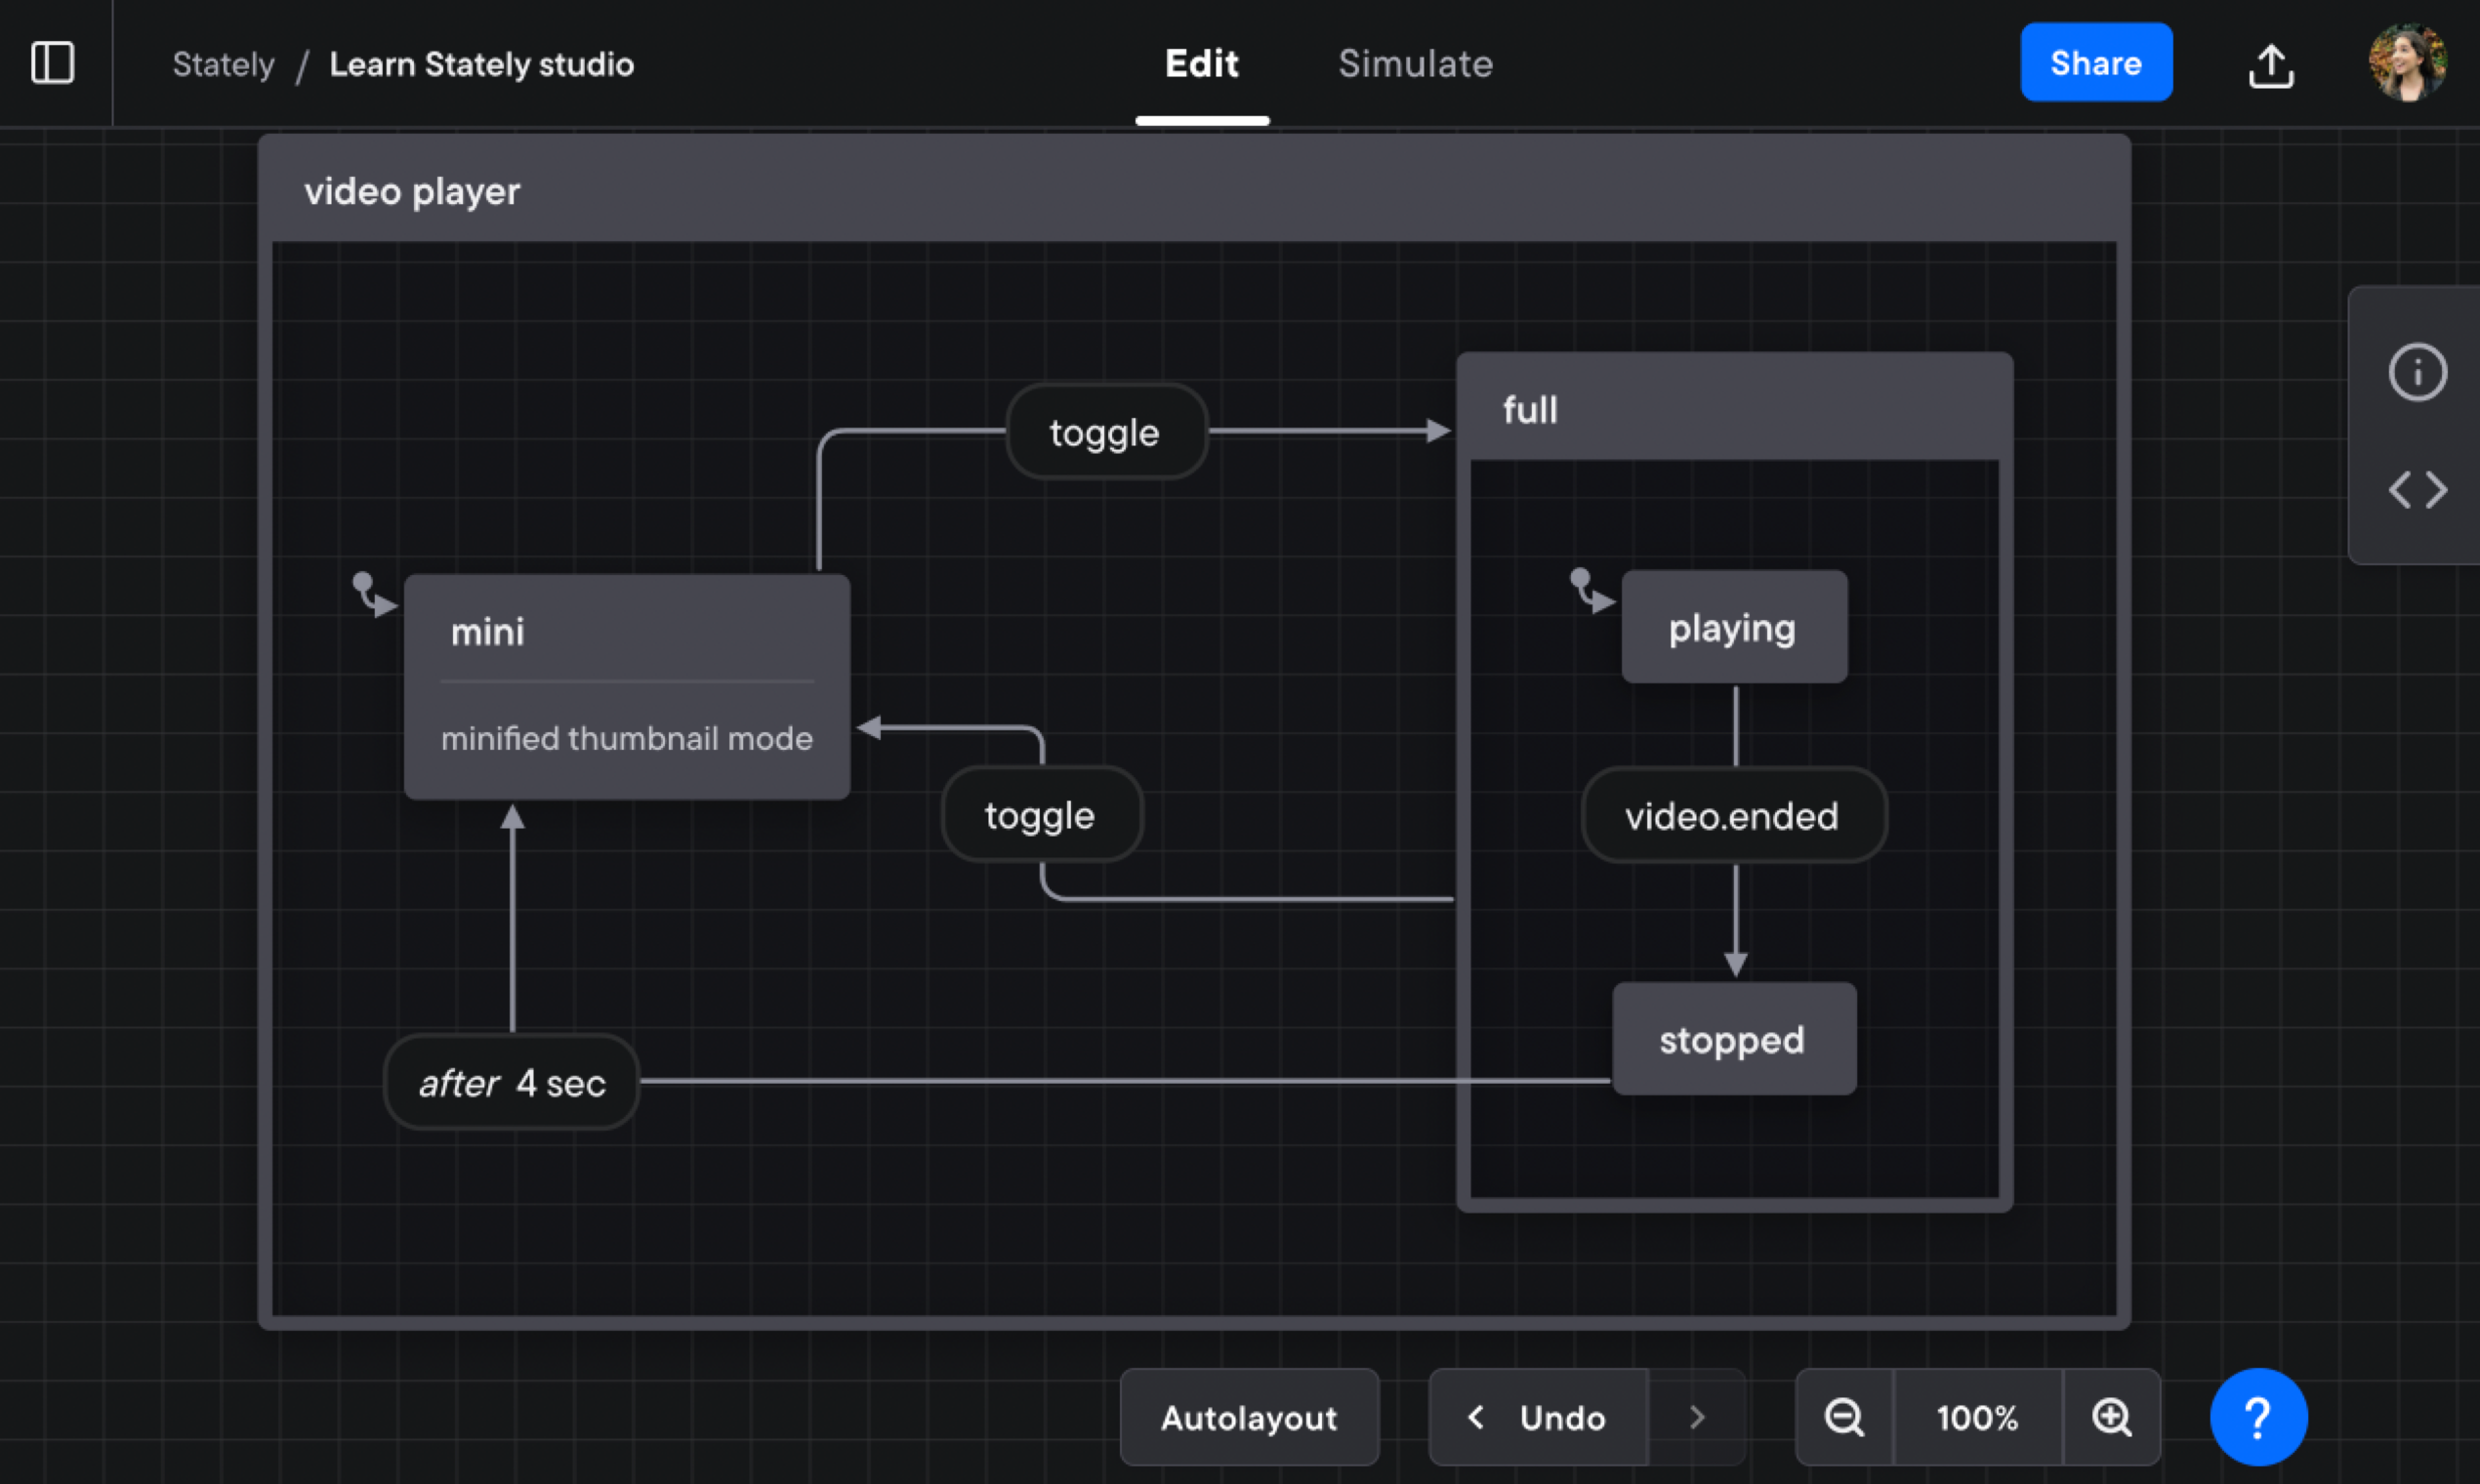 Stately / Learn Stately studio
Edit
Simulate
Share
video player
toggle
full
mini
minified thumbnail mode
playing
toggle
video.ended
after 4 sec
stopped
Autolayout
Undo
100%
?